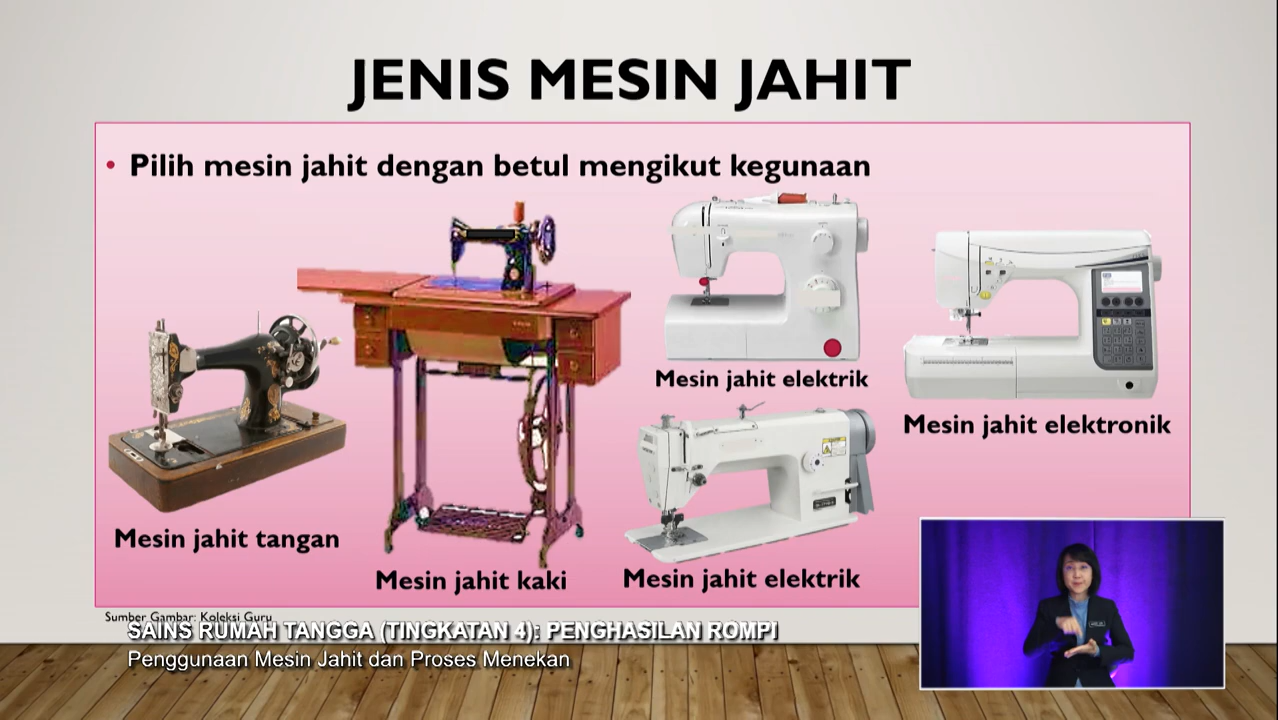 JENIS MESIN JAHIT
• Pilih mesin jahit dengan betul mengikut kegunaan
Mesin jahit tangan
Mesin jahit kaki
Mesin jahit elektrik
Mesin jahit elektrik
Mesin jahit elektronik
Sumber Gambar: Koleksi Guru
SAINS RUMAH TANGGA (TINGKATAN 4): PENGHASILAN ROMPI
Penggunaan Mesin Jahit dan Proses Menekan